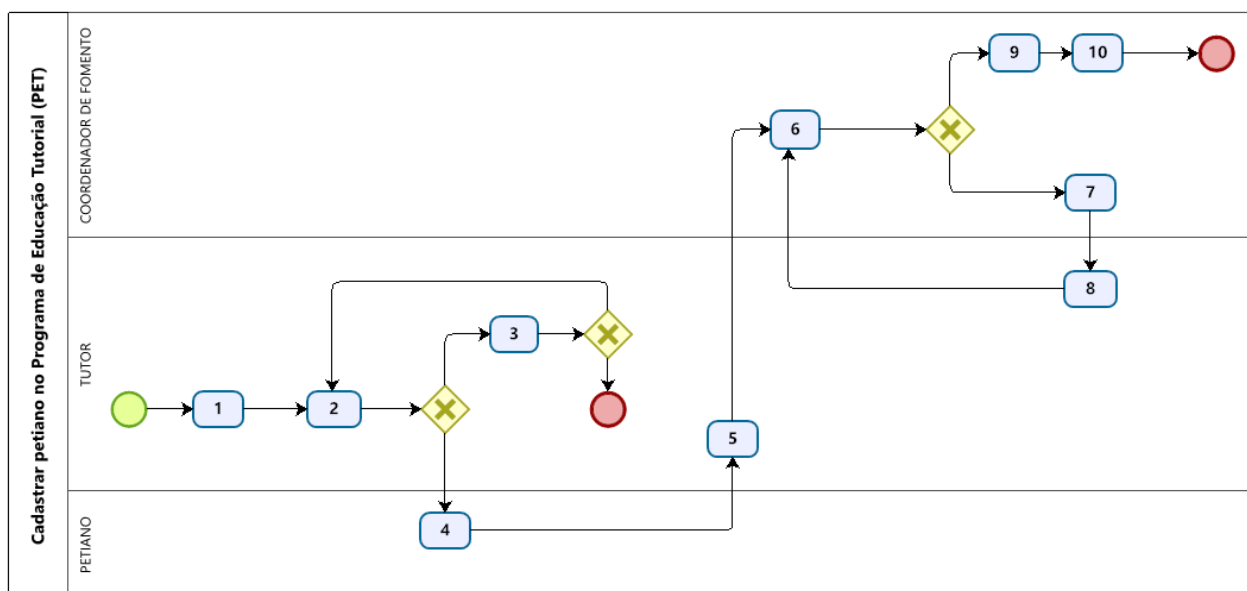 Cadastrar petiano no Programa de Educação Tutorial (PET)
COORDENADOR DE FOMENTO
9
10
6
7
TUTOR
8
3
1
2
5
PETIANO
4